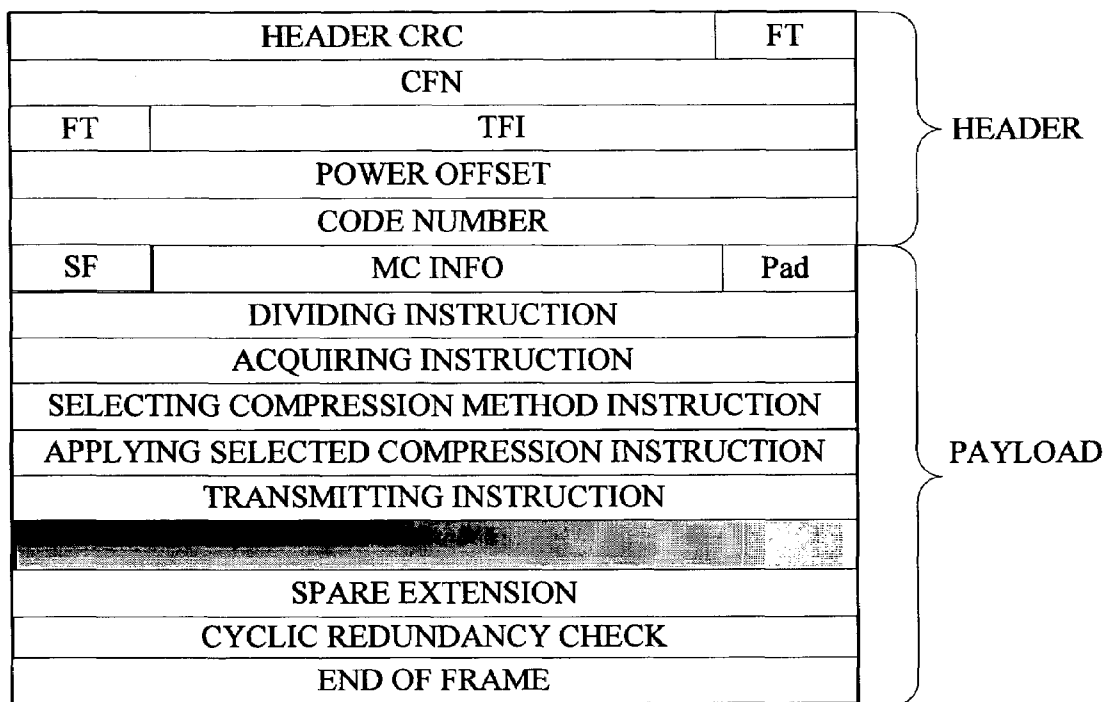 HEADER CRC FT
CFN
FT TFI
HEADER
POWER OFFSET
CODE NUMBER
SF MC INFO Pad
DIVIDING INSTRUCTION
ACQUIRING INSTRUCTION
SELECTING COMPRESSION METHOD INSTRUCTION
APPLYING SELECTED COMPRESSION INSTRUCTION
PAYLOAD
TRANSMITTING INSTRUCTION
SPARE EXTENSION
CYCLIC REDUNDANCY CHECK
END OF FRAME